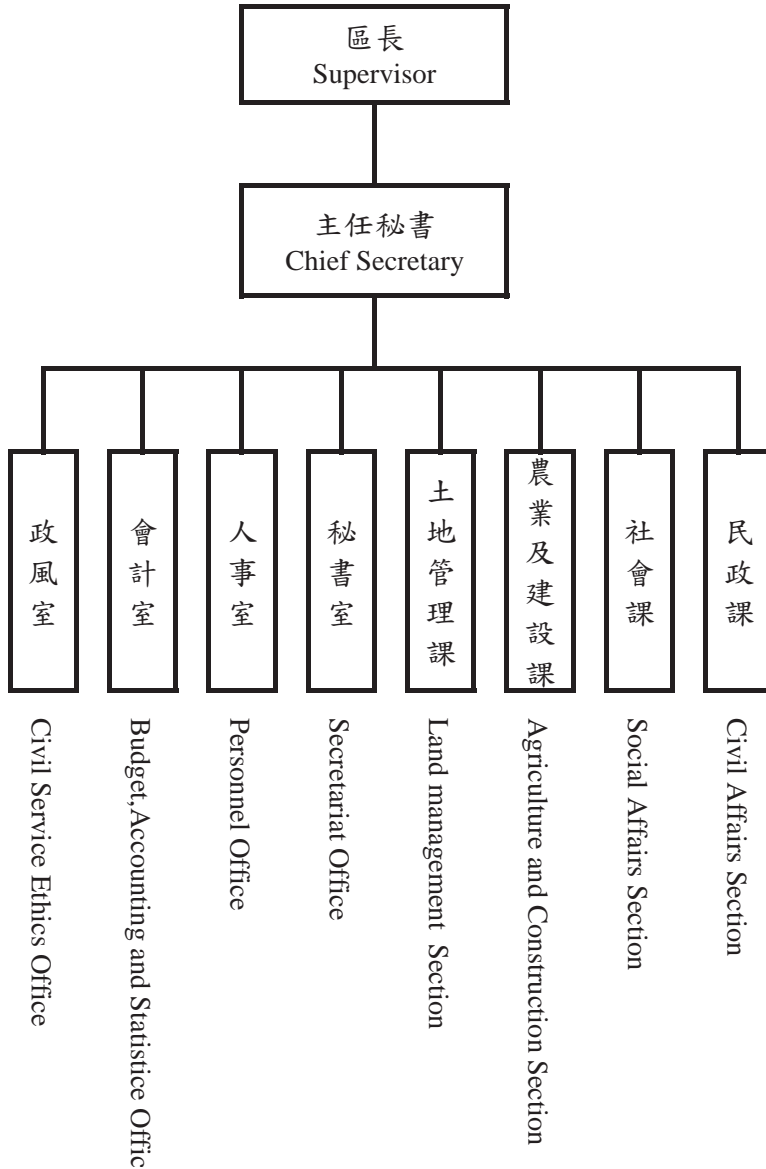 區長
Supervisor
主任秘書
Chief Secretary
政風室
會計室
人事室
秘書室
土地管理課
農業及建設課
社會課
民政課
Civil Service Ethics Office
Budget,Accounting and Statistice Offic
Personnel Office
Secretariat Office
Land management Section
Agriculture and Construction Section
Social Affairs Section
Civil Affairs Section